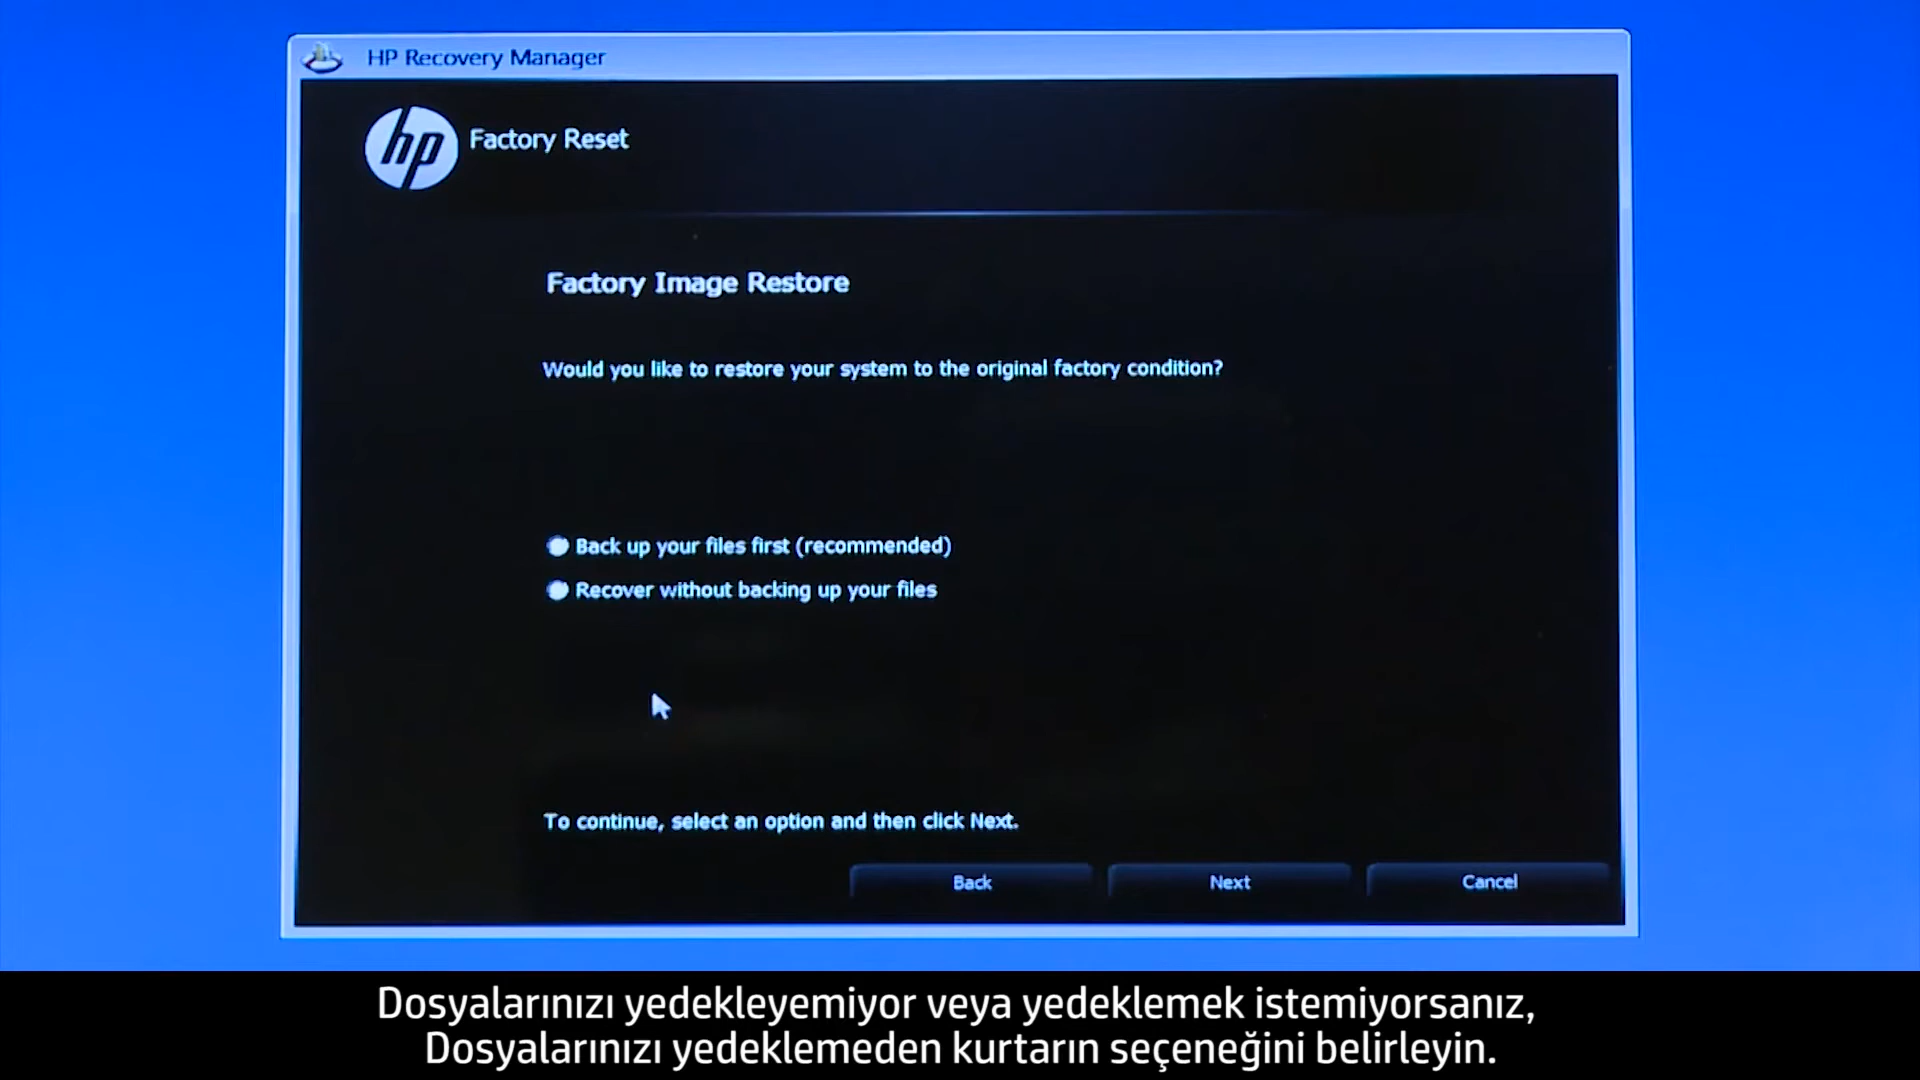 HP Recovery Manager
hp
Factory Reset
Factory Image Restore
Would you like to restore your system to the original factory condition?
Back up your files first (recommended)
Recover without backing up your files
To continue, select an option and then click Next.
Back
Next
Cancel
Dosyalarınızı yedekleyemiyor veya yedeklemek istemiyorsanız,
Dosyalarınızı yedeklemeden kurtarın seçeneğini belirleyin.